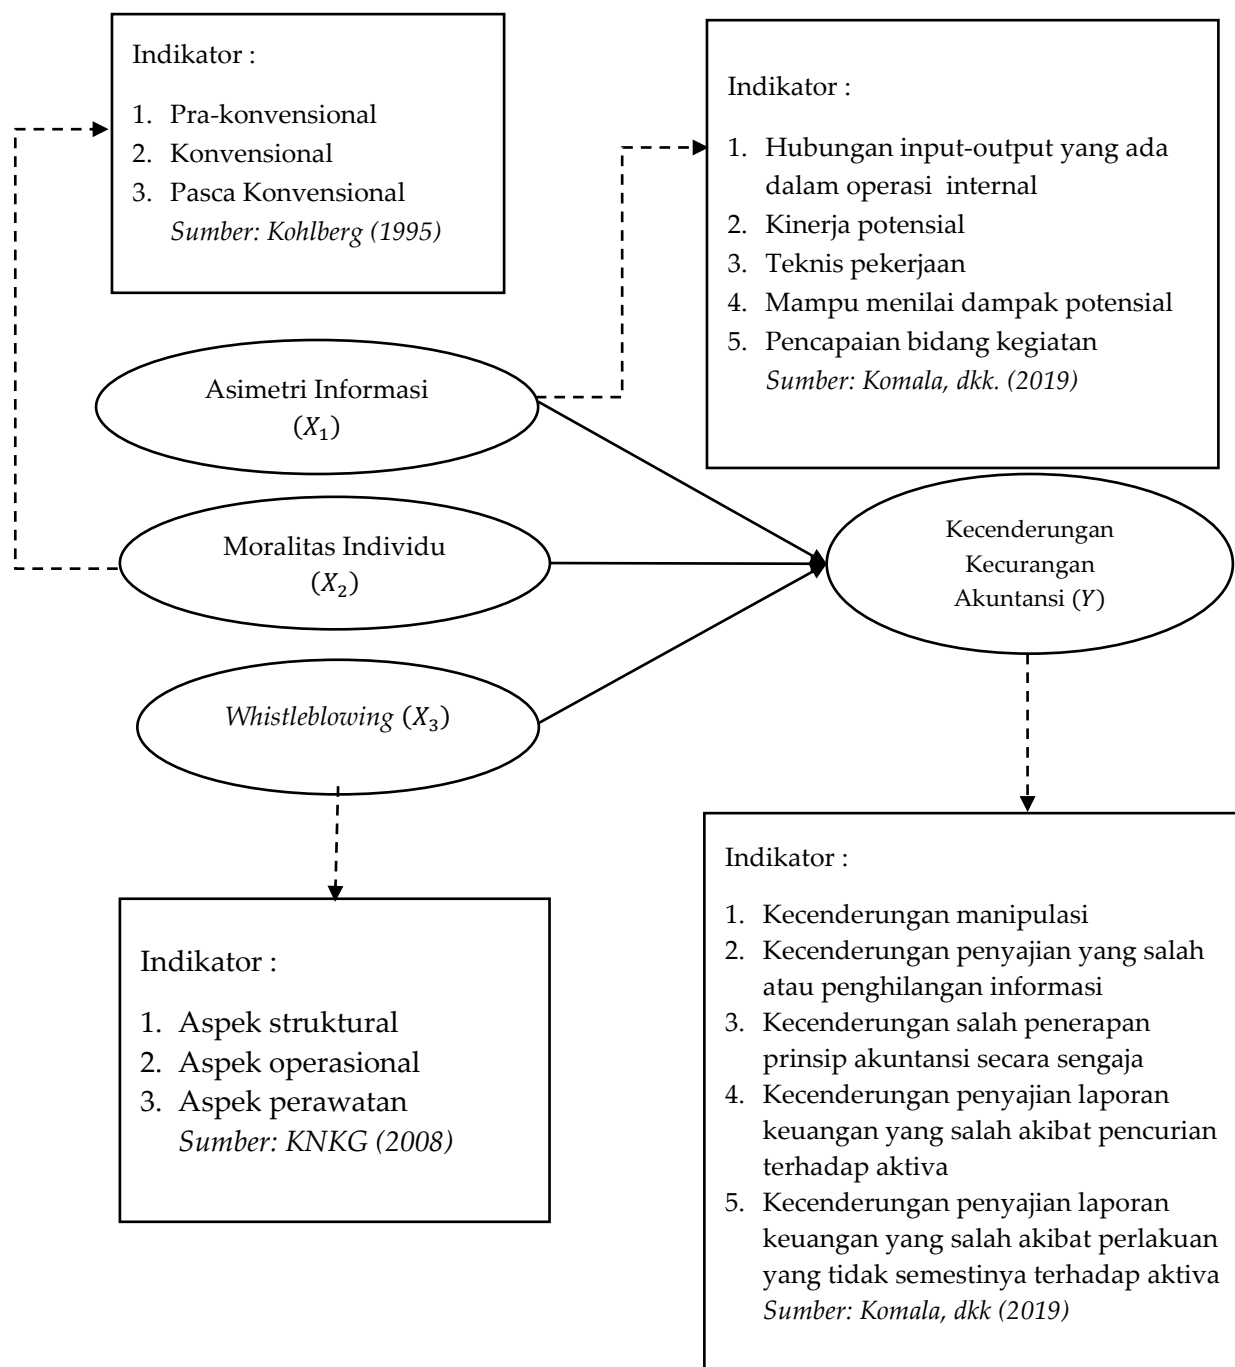 Indikator :
1. Pra-konvensional
2. Konvensional
3. Pasca Konvensional
Sumber: Kohlberg (1995)
Indikator :
1. Hubungan input-output yang ada
dalam operasi internal
2. Kinerja potensial
3. Teknis pekerjaan
4. Mampu menilai dampak potensial
5. Pencapaian bidang kegiatan
Sumber: Komala, dkk. (2019)
Asimetri Informasi
(X₁)
Moralitas Individu
(X₂)
Whistleblowing (X₃)
Kecenderungan
Kecurangan
Akuntansi (Y)
Indikator :
1. Aspek struktural
2. Aspek operasional
3. Aspek perawatan
Sumber: KNKG (2008)
Indikator :
1. Kecenderungan manipulasi
2. Kecenderungan penyajian yang salah
atau penghilangan informasi
3. Kecenderungan salah penerapan
prinsip akuntansi secara sengaja
4. Kecenderungan penyajian laporan
keuangan yang salah akibat pencurian
terhadap aktiva
5. Kecenderungan penyajian laporan
keuangan yang salah akibat perlakuan
yang tidak semestinya terhadap aktiva
Sumber: Komala, dkk (2019)